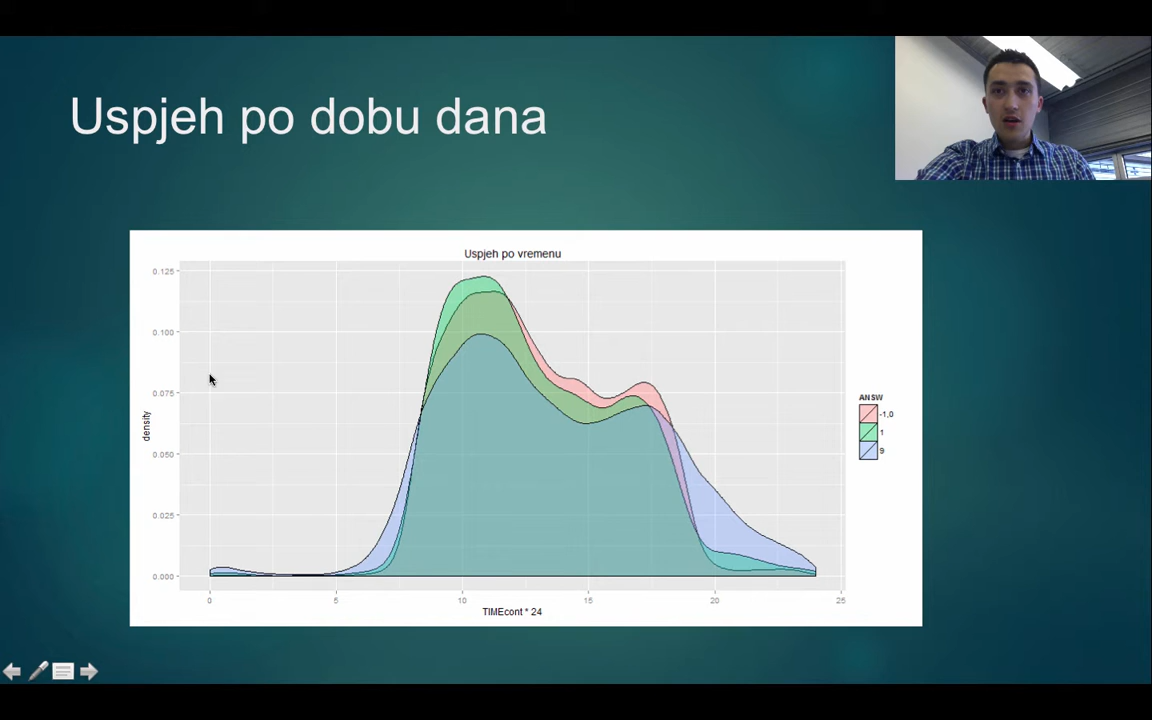 Uspjeh po dobu dana
Uspjeh po vremenu
0.125
0.100
0.075
0.050
0.025
0.000
density
0 5 10 15 20 25
TIMEcont * 24
ANSW
-1,0
1
9